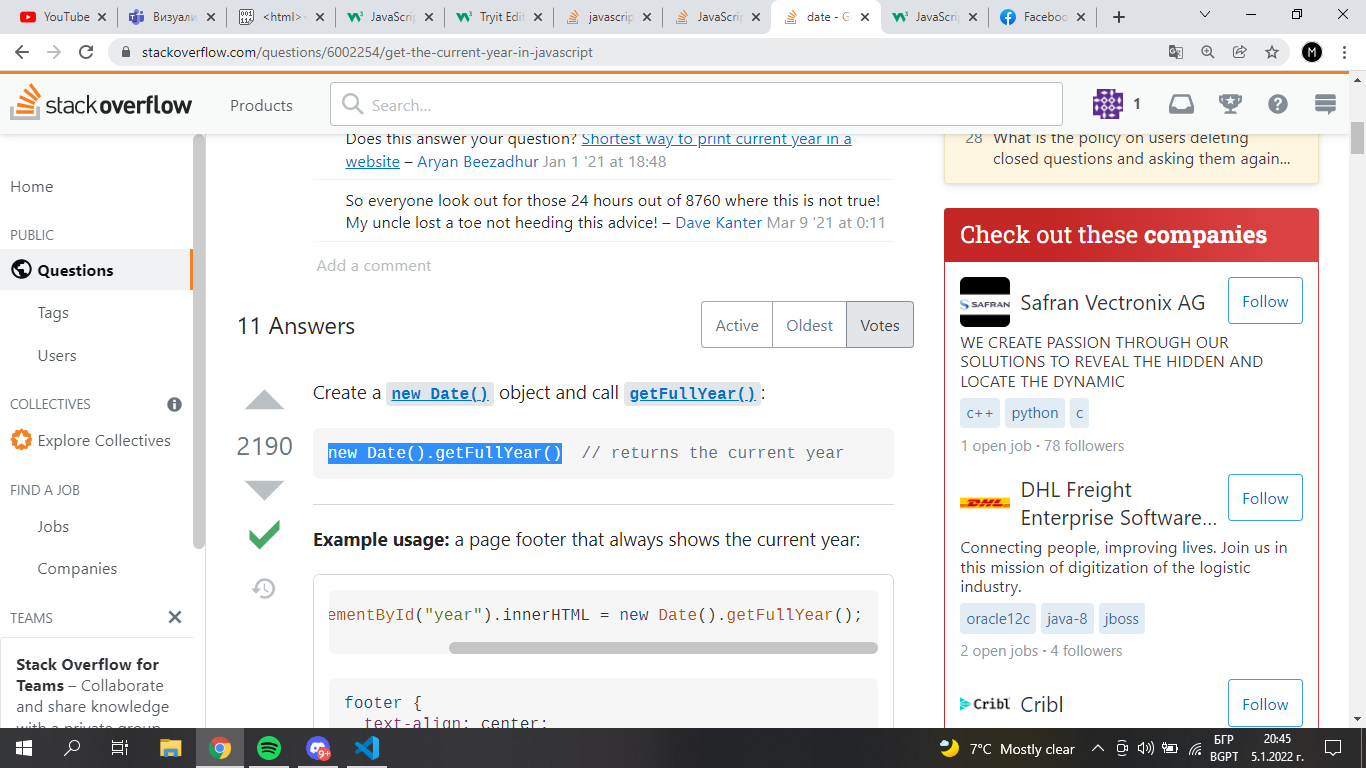 YouTube
Визуали
<html>
JavaScrip
Tryit Edit
javascrip
JavaScrip
date - G
JavaScrip
Faceboo
stackoverflow.com/questions/6002254/get-the-current-year-in-javascript
M
stackoverflow
Products
Search...
1
Home
PUBLIC
Questions
Tags
Users
COLLECTIVES
Explore Collectives
FIND A JOB
Jobs
Companies
TEAMS
Stack Overflow for
Teams – Collaborate
and share knowledge
with a private group
Does this answer your question? Shortest way to print current year in a
website – Aryan Beezadhur Jan 1 '21 at 18:48
So everyone look out for those 24 hours out of 8760 where this is not true!
My uncle lost a toe not heeding this advice! – Dave Kanter Mar 9 '21 at 0:11
Add a comment
11 Answers
Active
Oldest
Votes
2190
Create a new Date() object and call getFullYear():
new Date().getFullYear() // returns the current year
Example usage: a page footer that always shows the current year:
ementById("year").innerHTML = new Date().getFullYear();
footer {
text-align: center;
28 What is the policy on users deleting
closed questions and asking them again...
Check out these companies
SAFRAN
Safran Vectronix AG
Follow
WE CREATE PASSION THROUGH OUR
SOLUTIONS TO REVEAL THE HIDDEN AND
LOCATE THE DYNAMIC
c++ python c
1 open job · 78 followers
DHL
DHL Freight
Enterprise Software...
Follow
Connecting people, improving lives. Join us in
this mission of digitization of the logistic
industry.
oracle12c java-8 jboss
2 open jobs · 4 followers
Cribl
Cribl
Follow
9+
7°C Mostly clear
БГР
BGPT
20:45
5.1.2022 г.